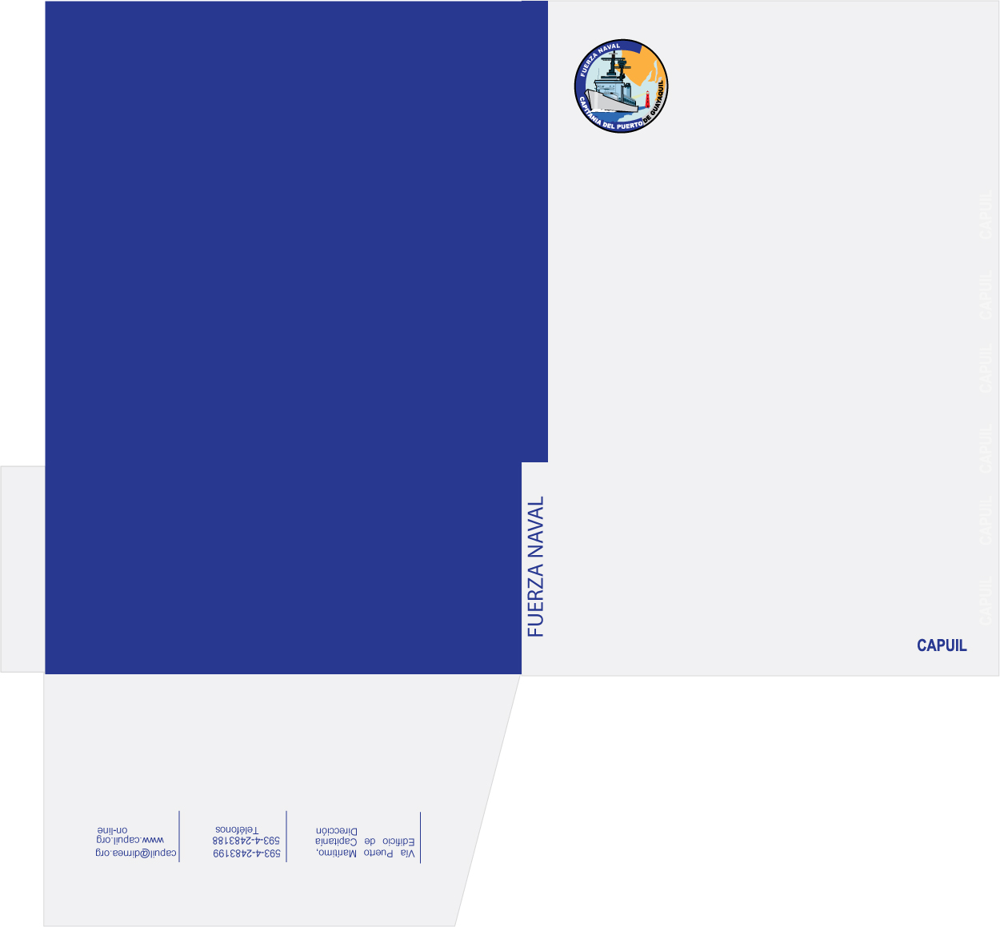 FUERZA NAVAL
CAPITANIA DEL PUERTO DE GUAYAQUIL
CAPUIL
CAPUIL
CAPUIL
CAPUIL
CAPUIL
CAPUIL
FUERZA NAVAL
CAPUIL
Vía Puerto Marítimo,
Edificio de Capitanía
Dirección
593-4-2483199
593-4-2483188
Teléfonos
capuil@dirnea.org
www.capuil.org
on-line